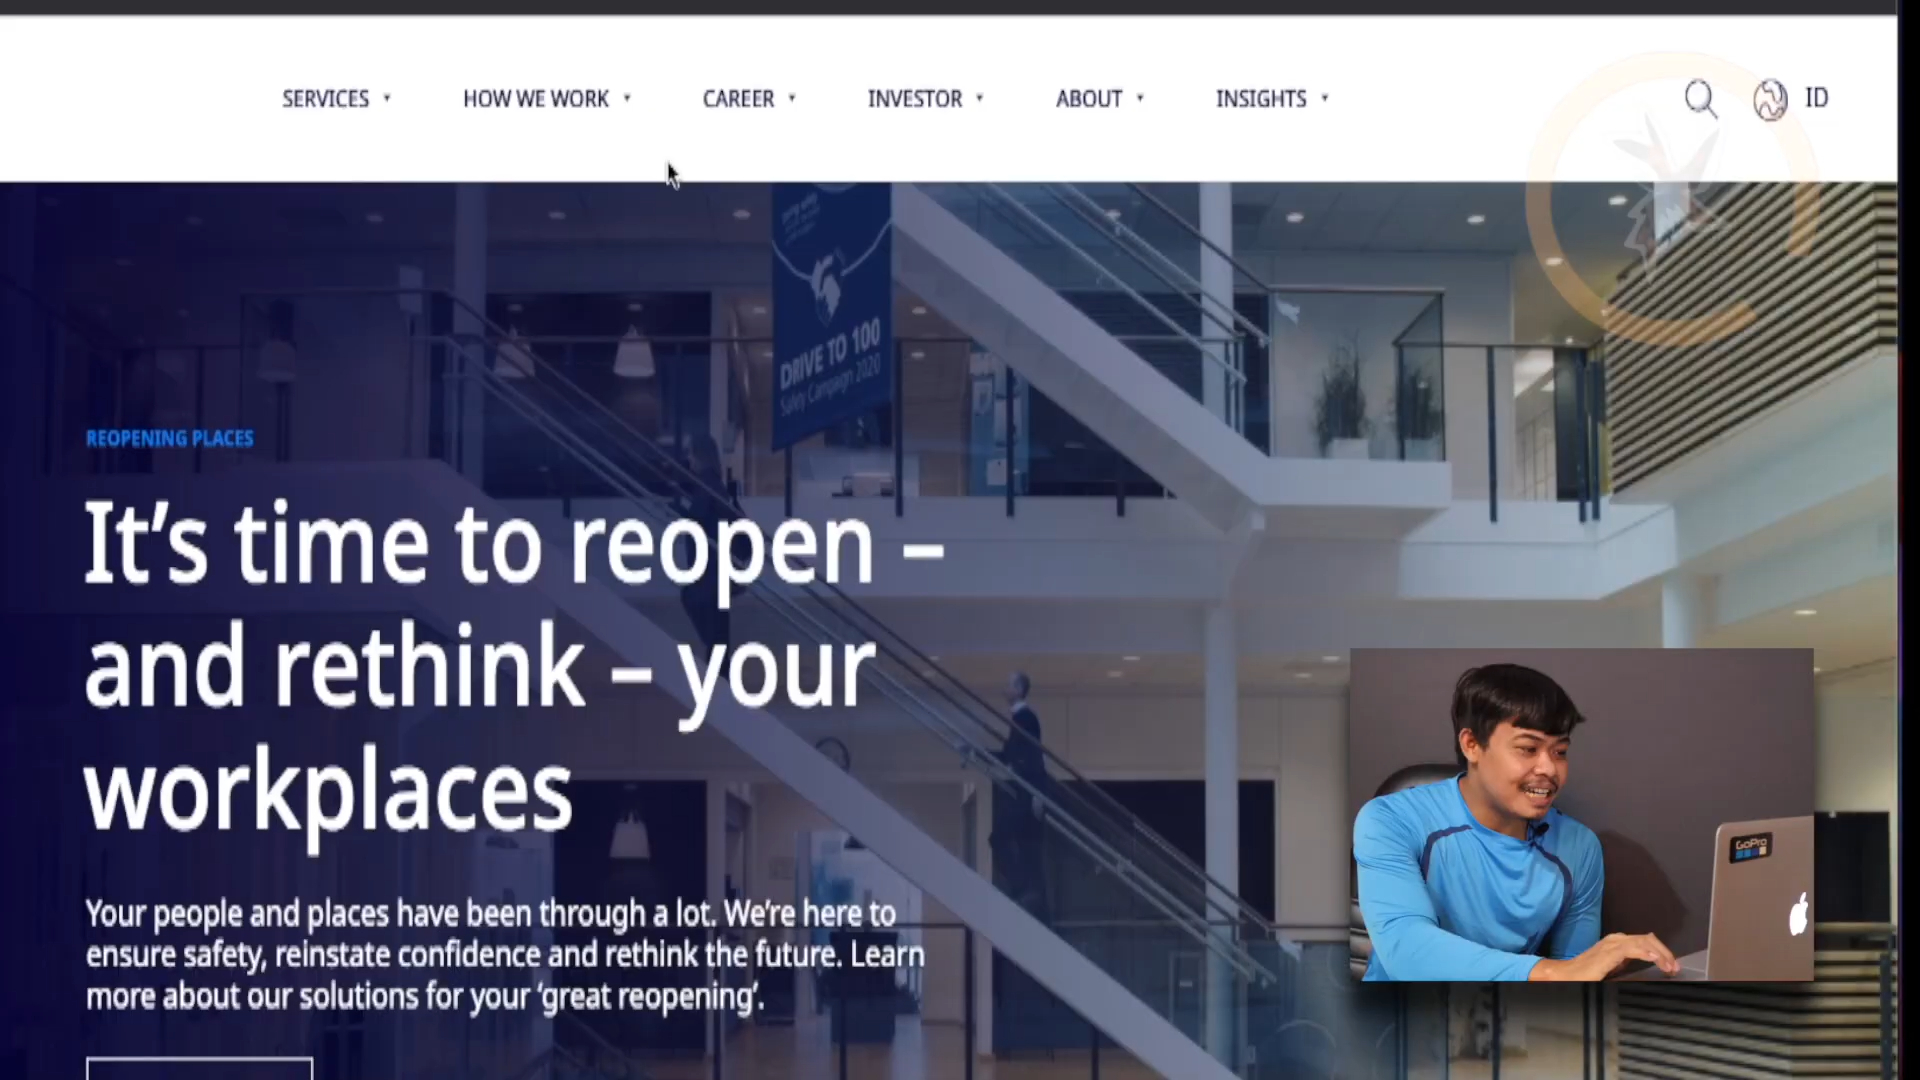 SERVICES HOW WE WORK CAREER INVESTOR ABOUT INSIGHTS ID
DRIVE TO 100
Safety Campaign 2020
REOPENING PLACES
It’s time to reopen –
and rethink – your
workplaces
Your people and places have been through a lot. We’re here to
ensure safety, reinstate confidence and rethink the future. Learn
more about our solutions for your ‘great reopening’.
GoPro